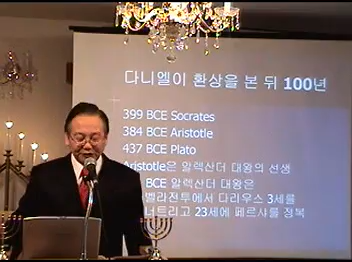 다니엘이 환상을 본 뒤 100년
399 BCE Socrates
384 BCE Aristotle
437 BCE Plato
Aristotle은 알렉산더 대왕의 선생
BCE 알렉산더 대왕은
벨라전투에서 다리우스 3세를
너트리고 23세에 페르샤를 정복